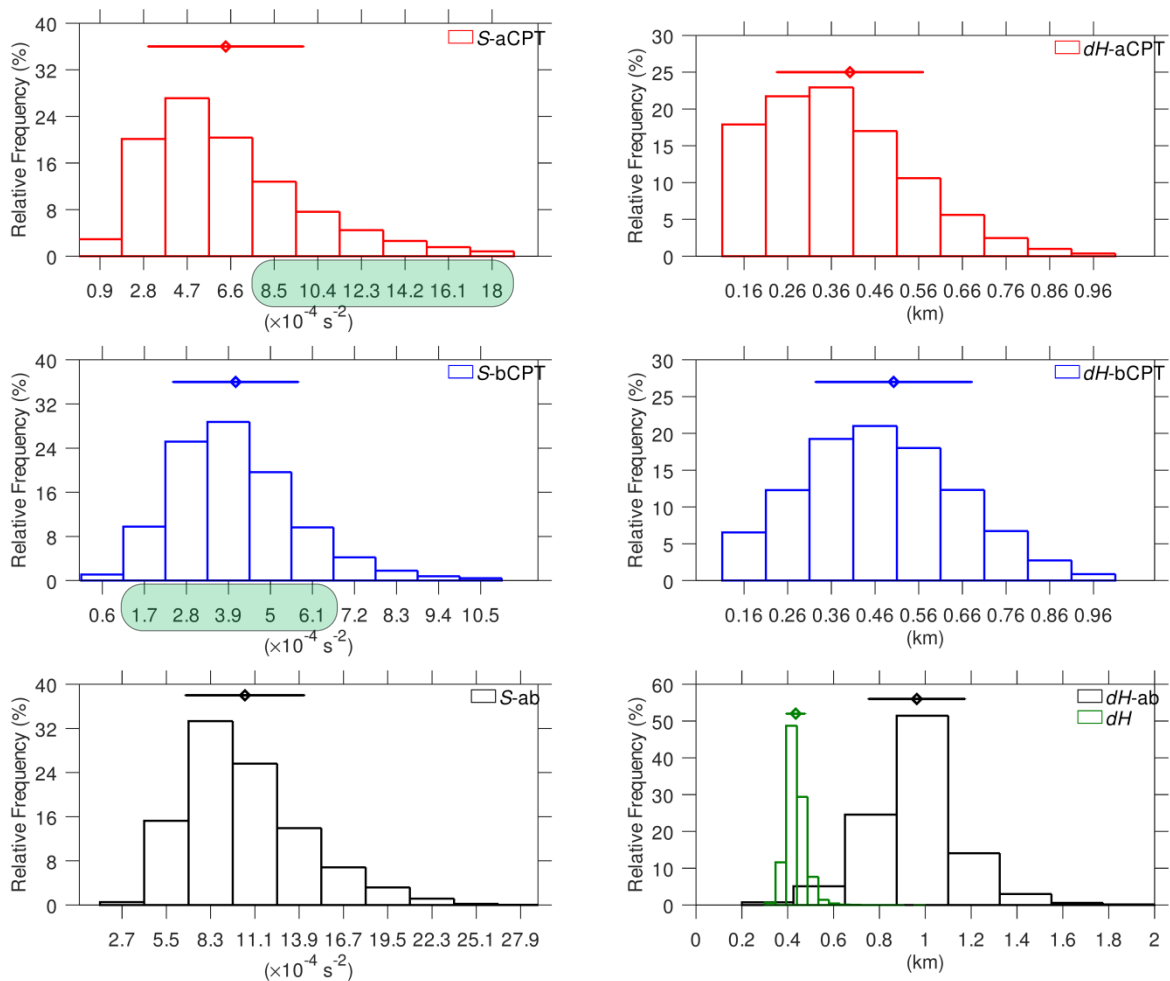 40
36
32
24
16
8
0
Relative Frequency (%)
S-aCPT
0.9 2.8 4.7 6.6 8.5 10.4 12.3 14.2 16.1 18
(×10⁻⁴ s⁻²)
30
25
20
15
10
5
0
Relative Frequency (%)
dH-aCPT
0.16 0.26 0.36 0.46 0.56 0.66 0.76 0.86 0.96
(km)
40
32
24
16
8
0
Relative Frequency (%)
S-bCPT
0.6 1.7 2.8 3.9 5 6.1 7.2 8.3 9.4 10.5
(×10⁻⁴ s⁻²)
30
25
20
15
10
5
0
Relative Frequency (%)
dH-bCPT
0.16 0.26 0.36 0.46 0.56 0.66 0.76 0.86 0.96
(km)
40
32
24
16
8
0
Relative Frequency (%)
S-ab
2.7 5.5 8.3 11.1 13.9 16.7 19.5 22.3 25.1 27.9
(×10⁻⁴ s⁻²)
60
50
40
30
20
10
0
Relative Frequency (%)
dH-ab
dH
0 0.2 0.4 0.6 0.8 1 1.2 1.4 1.6 1.8 2
(km)